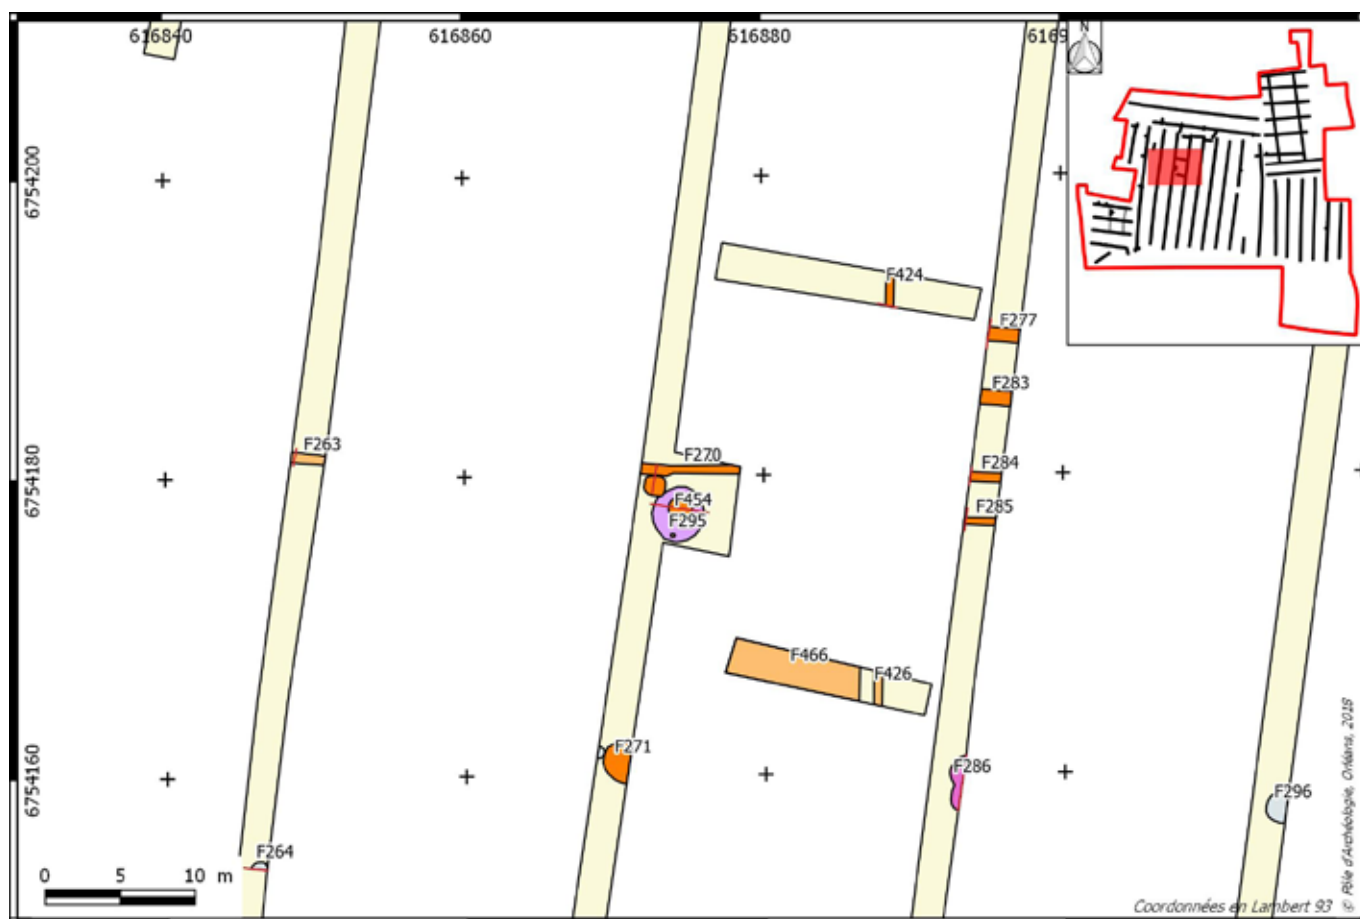 616840
616860
616880
6169
N
6754200
F424
F277
F283
F263
F270
F284
6754180
F454
F285
F295
F466
F426
F271
F286
6754160
F296
F264
0 5 10 m
Coordonnées en Lambert 93
© Pôle d'Archéologie, Orléans, 2018